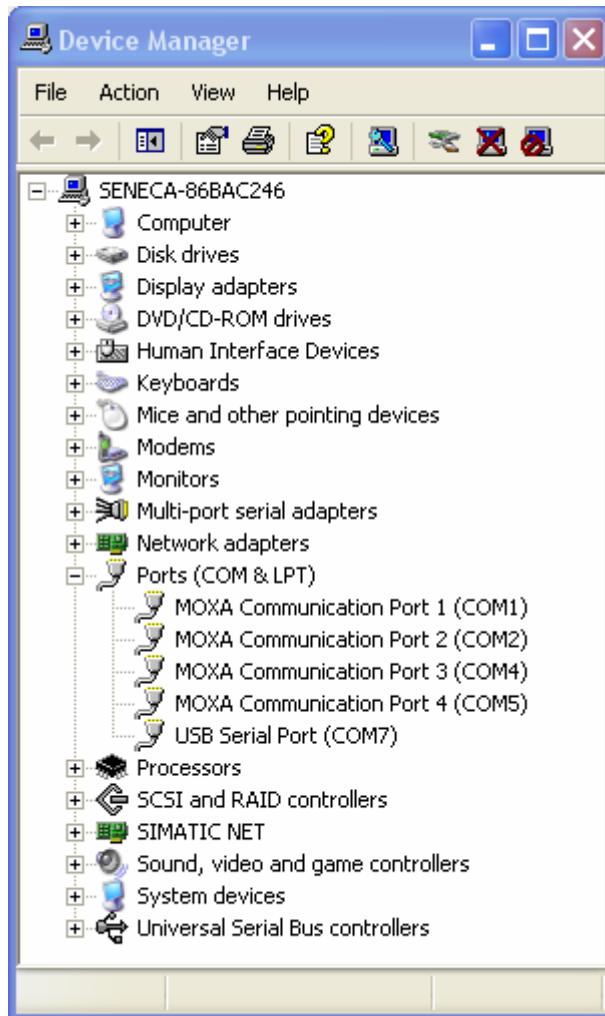 Device Manager
File Action View Help
SENECA-86BAC246
Computer
Disk drives
Display adapters
DVD/CD-ROM drives
Human Interface Devices
Keyboards
Mice and other pointing devices
Modems
Monitors
Multi-port serial adapters
Network adapters
Ports (COM & LPT)
MOXA Communication Port 1 (COM1)
MOXA Communication Port 2 (COM2)
MOXA Communication Port 3 (COM4)
MOXA Communication Port 4 (COM5)
USB Serial Port (COM7)
Processors
SCSI and RAID controllers
SIMATIC NET
Sound, video and game controllers
System devices
Universal Serial Bus controllers